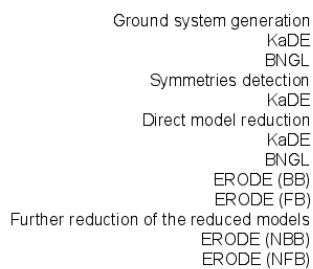 Ground system generation
KaDE
BNGL
Symmetries detection
KaDE
Direct model reduction
KaDE
BNGL
ERODE (BB)
ERODE (FB)
Further reduction of the reduced models
ERODE (NBB)
ERODE (NFB)